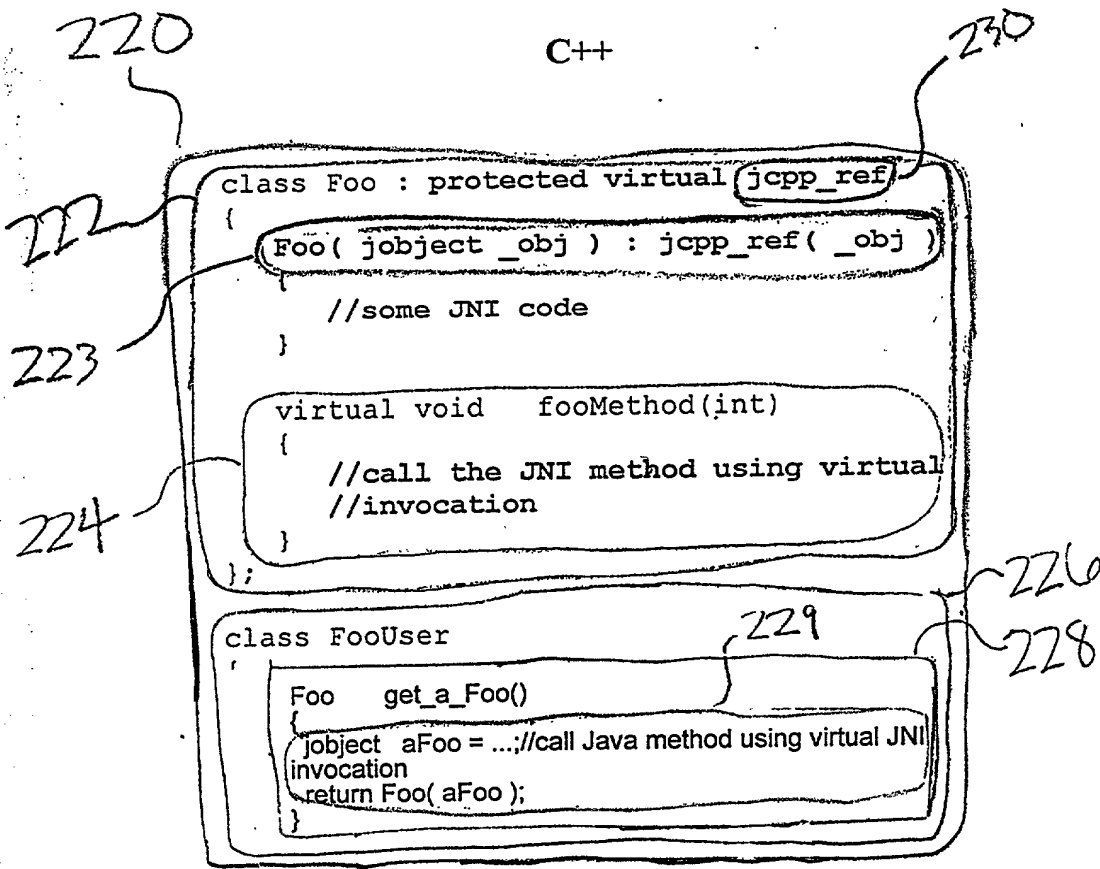 220
C++
230
class Foo : protected virtual jcpp_ref
222
{
Foo( jobject _obj ) : jcpp_ref( _obj )
{
//some JNI code
223
}
virtual void fooMethod(int)
{
//call the JNI method using virtual
//invocation
224
}
};
226
class FooUser
229
228
{
Foo get_a_Foo()
{
jobject aFoo = ...;//call Java method using virtual JNI
invocation
return Foo( aFoo );
}